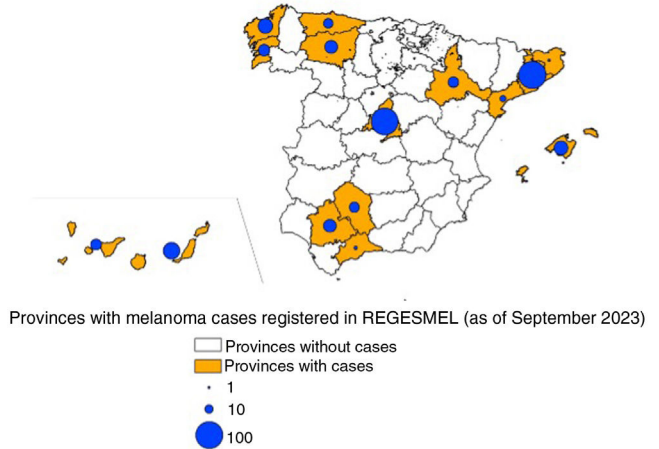 Provinces with melanoma cases registered in REGESMEL (as of September 2023)
Provinces without cases
Provinces with cases
1
10
100